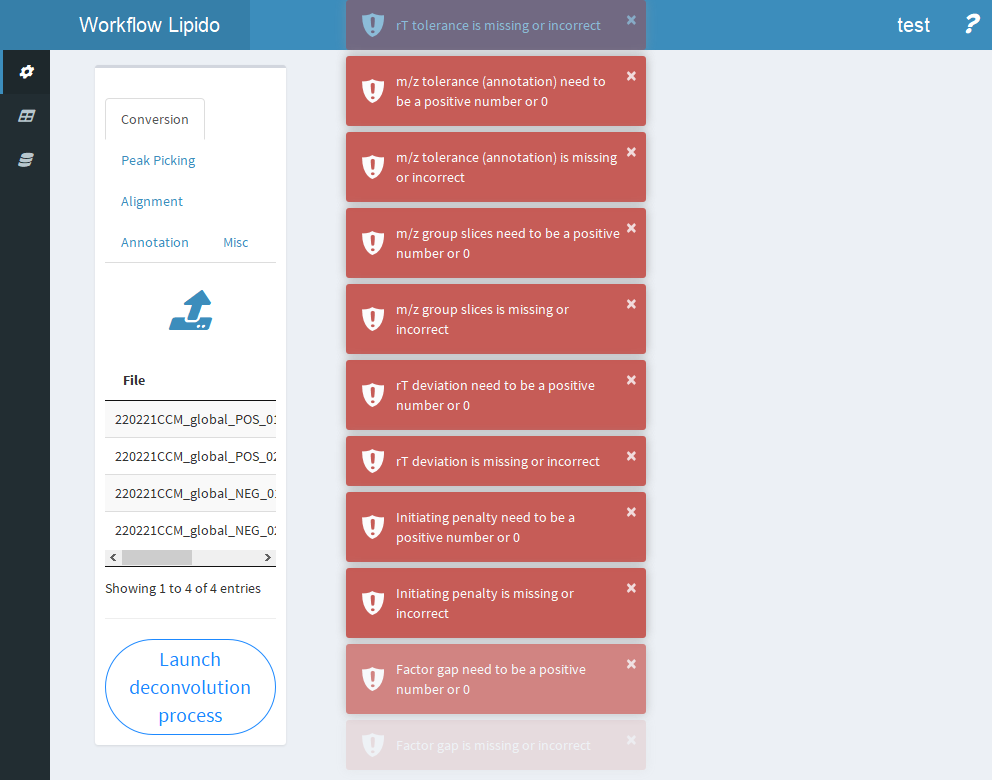 Workflow Lipido
test
?
Conversion
Peak Picking
Alignment
Annotation
Misc
File
220221CCM_global_POS_01
220221CCM_global_POS_02
220221CCM_global_NEG_01
220221CCM_global_NEG_02
Showing 1 to 4 of 4 entries
Launch
deconvolution
process
rT tolerance is missing or incorrect
×
m/z tolerance (annotation) need to
be a positive number or 0
×
m/z tolerance (annotation) is missing
or incorrect
×
m/z group slices need to be a positive
number or 0
×
m/z group slices is missing or
incorrect
×
rT deviation need to be a positive
number or 0
×
rT deviation is missing or incorrect
×
Initiating penalty need to be a
positive number or 0
×
Initiating penalty is missing or
incorrect
×
Factor gap need to be a positive
number or 0
×
Factor gap is missing or incorrect
×